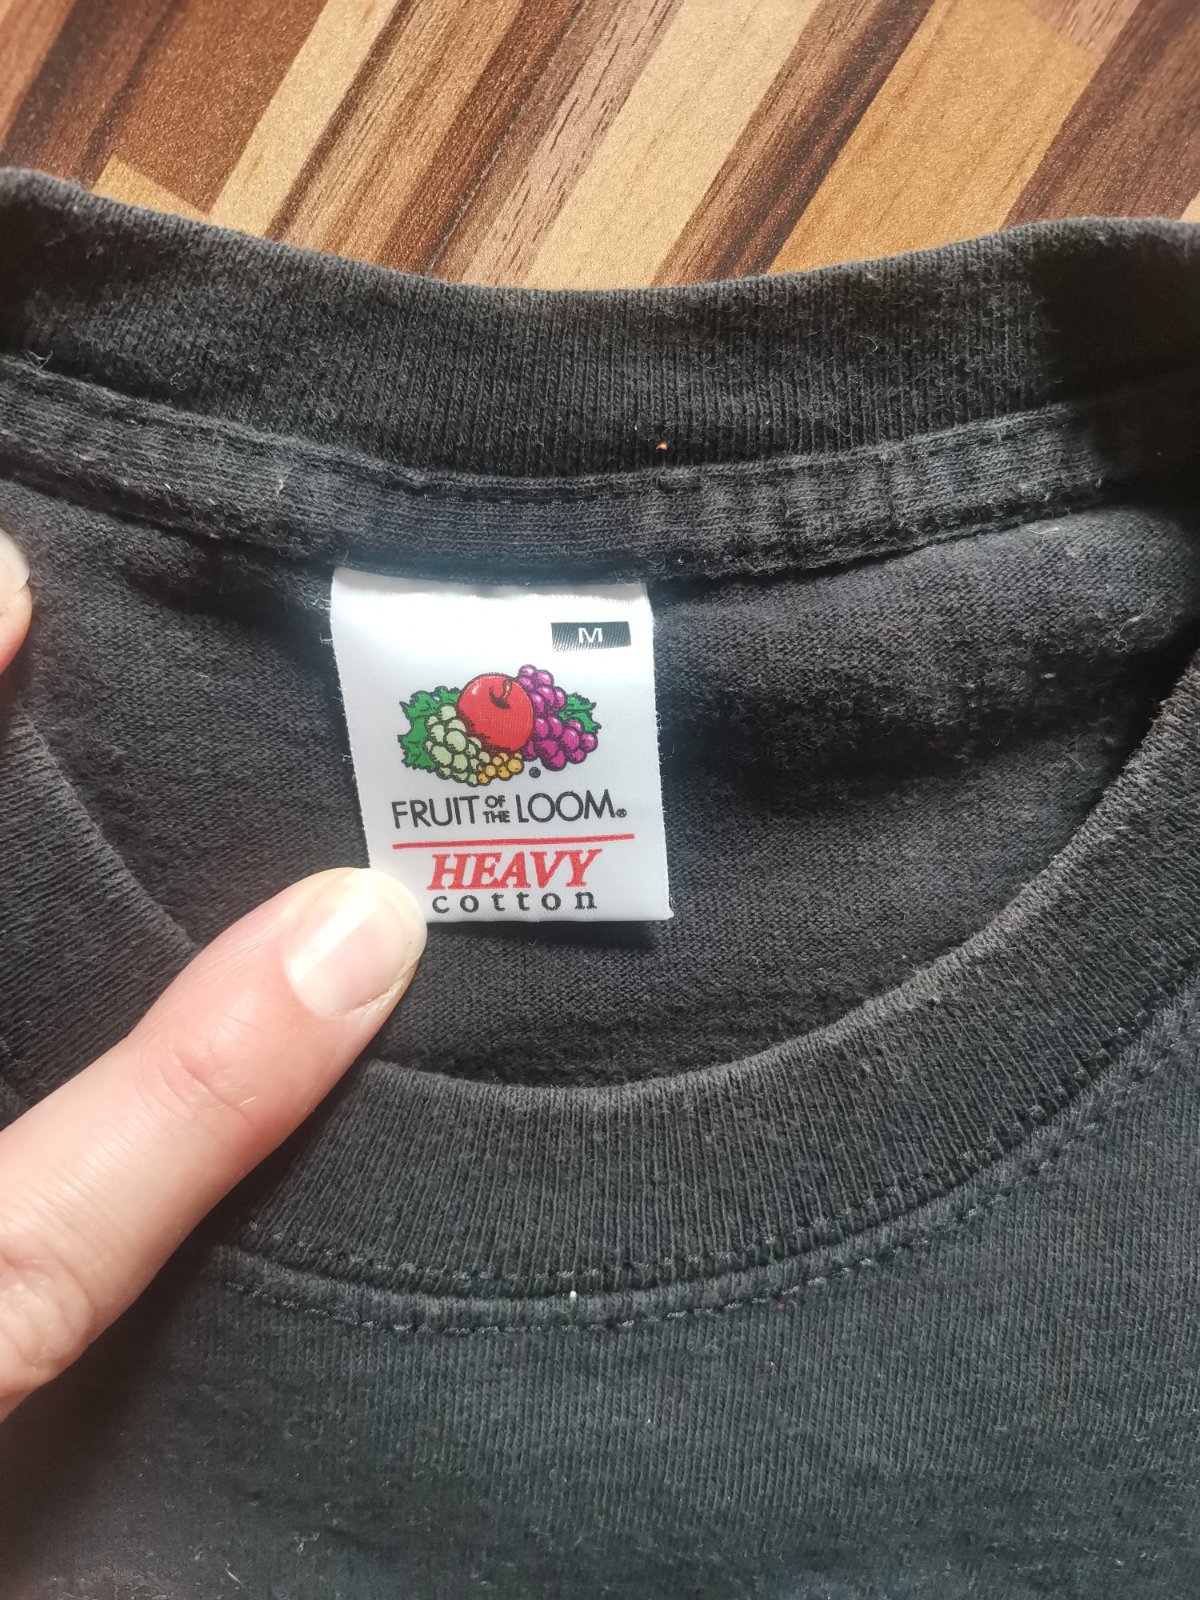 M
FRUIT OF THE LOOM®
HEAVY
cotton